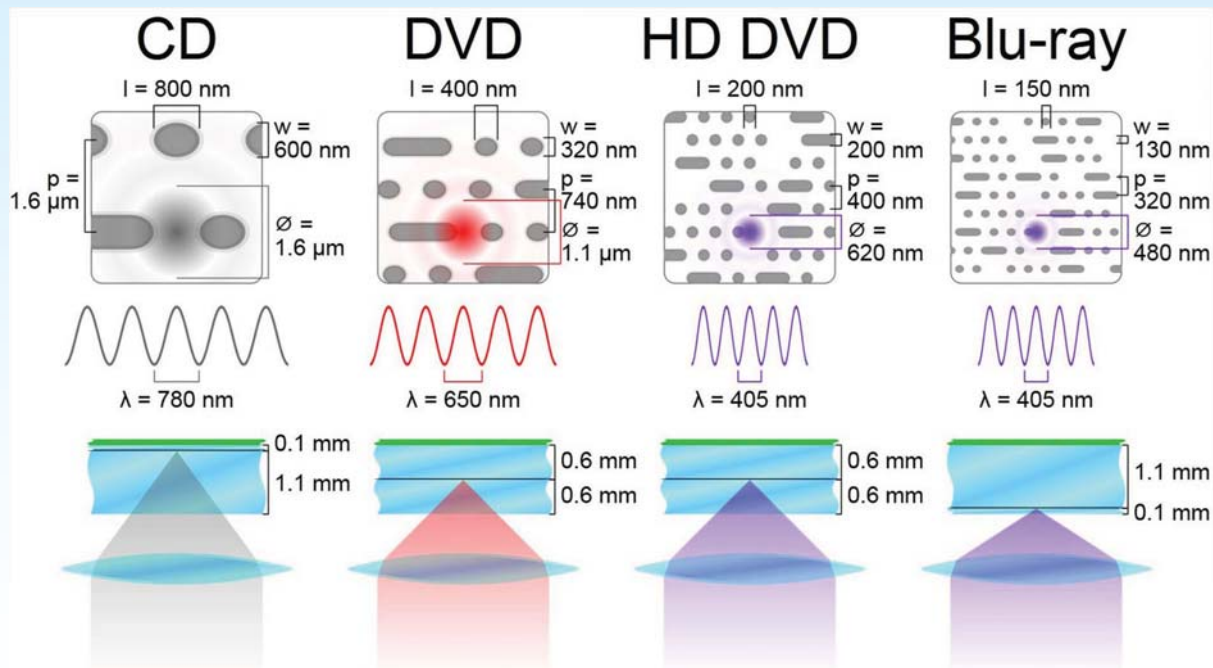 CD
l = 800 nm
w =
600 nm
p =
1.6 µm
Ø =
1.6 µm
λ = 780 nm
0.1 mm
1.1 mm
DVD
l = 400 nm
w =
320 nm
p =
740 nm
Ø =
1.1 µm
λ = 650 nm
0.6 mm
0.6 mm
HD DVD
l = 200 nm
w =
200 nm
p =
400 nm
Ø =
620 nm
λ = 405 nm
0.6 mm
0.6 mm
Blu-ray
l = 150 nm
w =
130 nm
p =
320 nm
Ø =
480 nm
λ = 405 nm
1.1 mm
0.1 mm